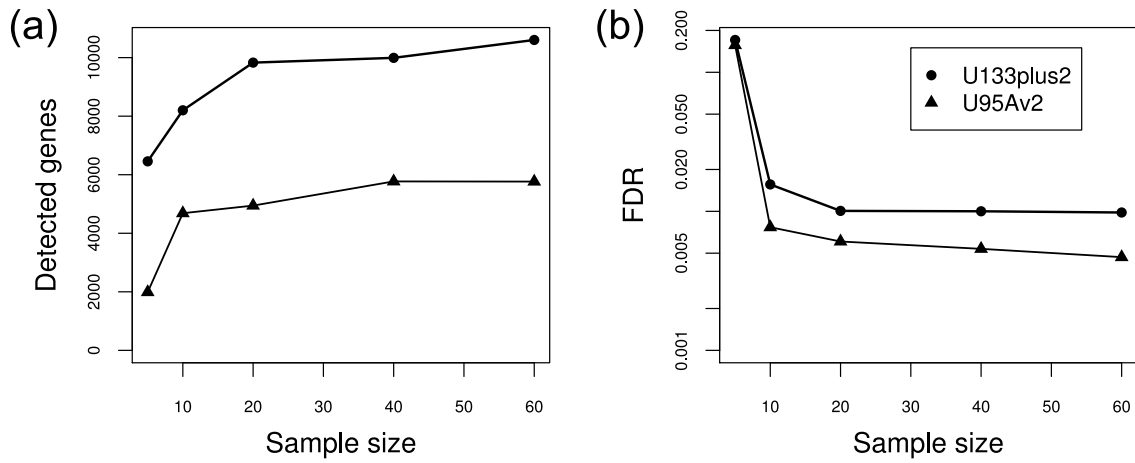 (a)
Detected genes
10000
8000
6000
4000
2000
0
10 20 30 40 50 60
Sample size
(b)
FDR
0.200
0.050
0.020
0.005
0.001
U133plus2
U95Av2
10 20 30 40 50 60
Sample size